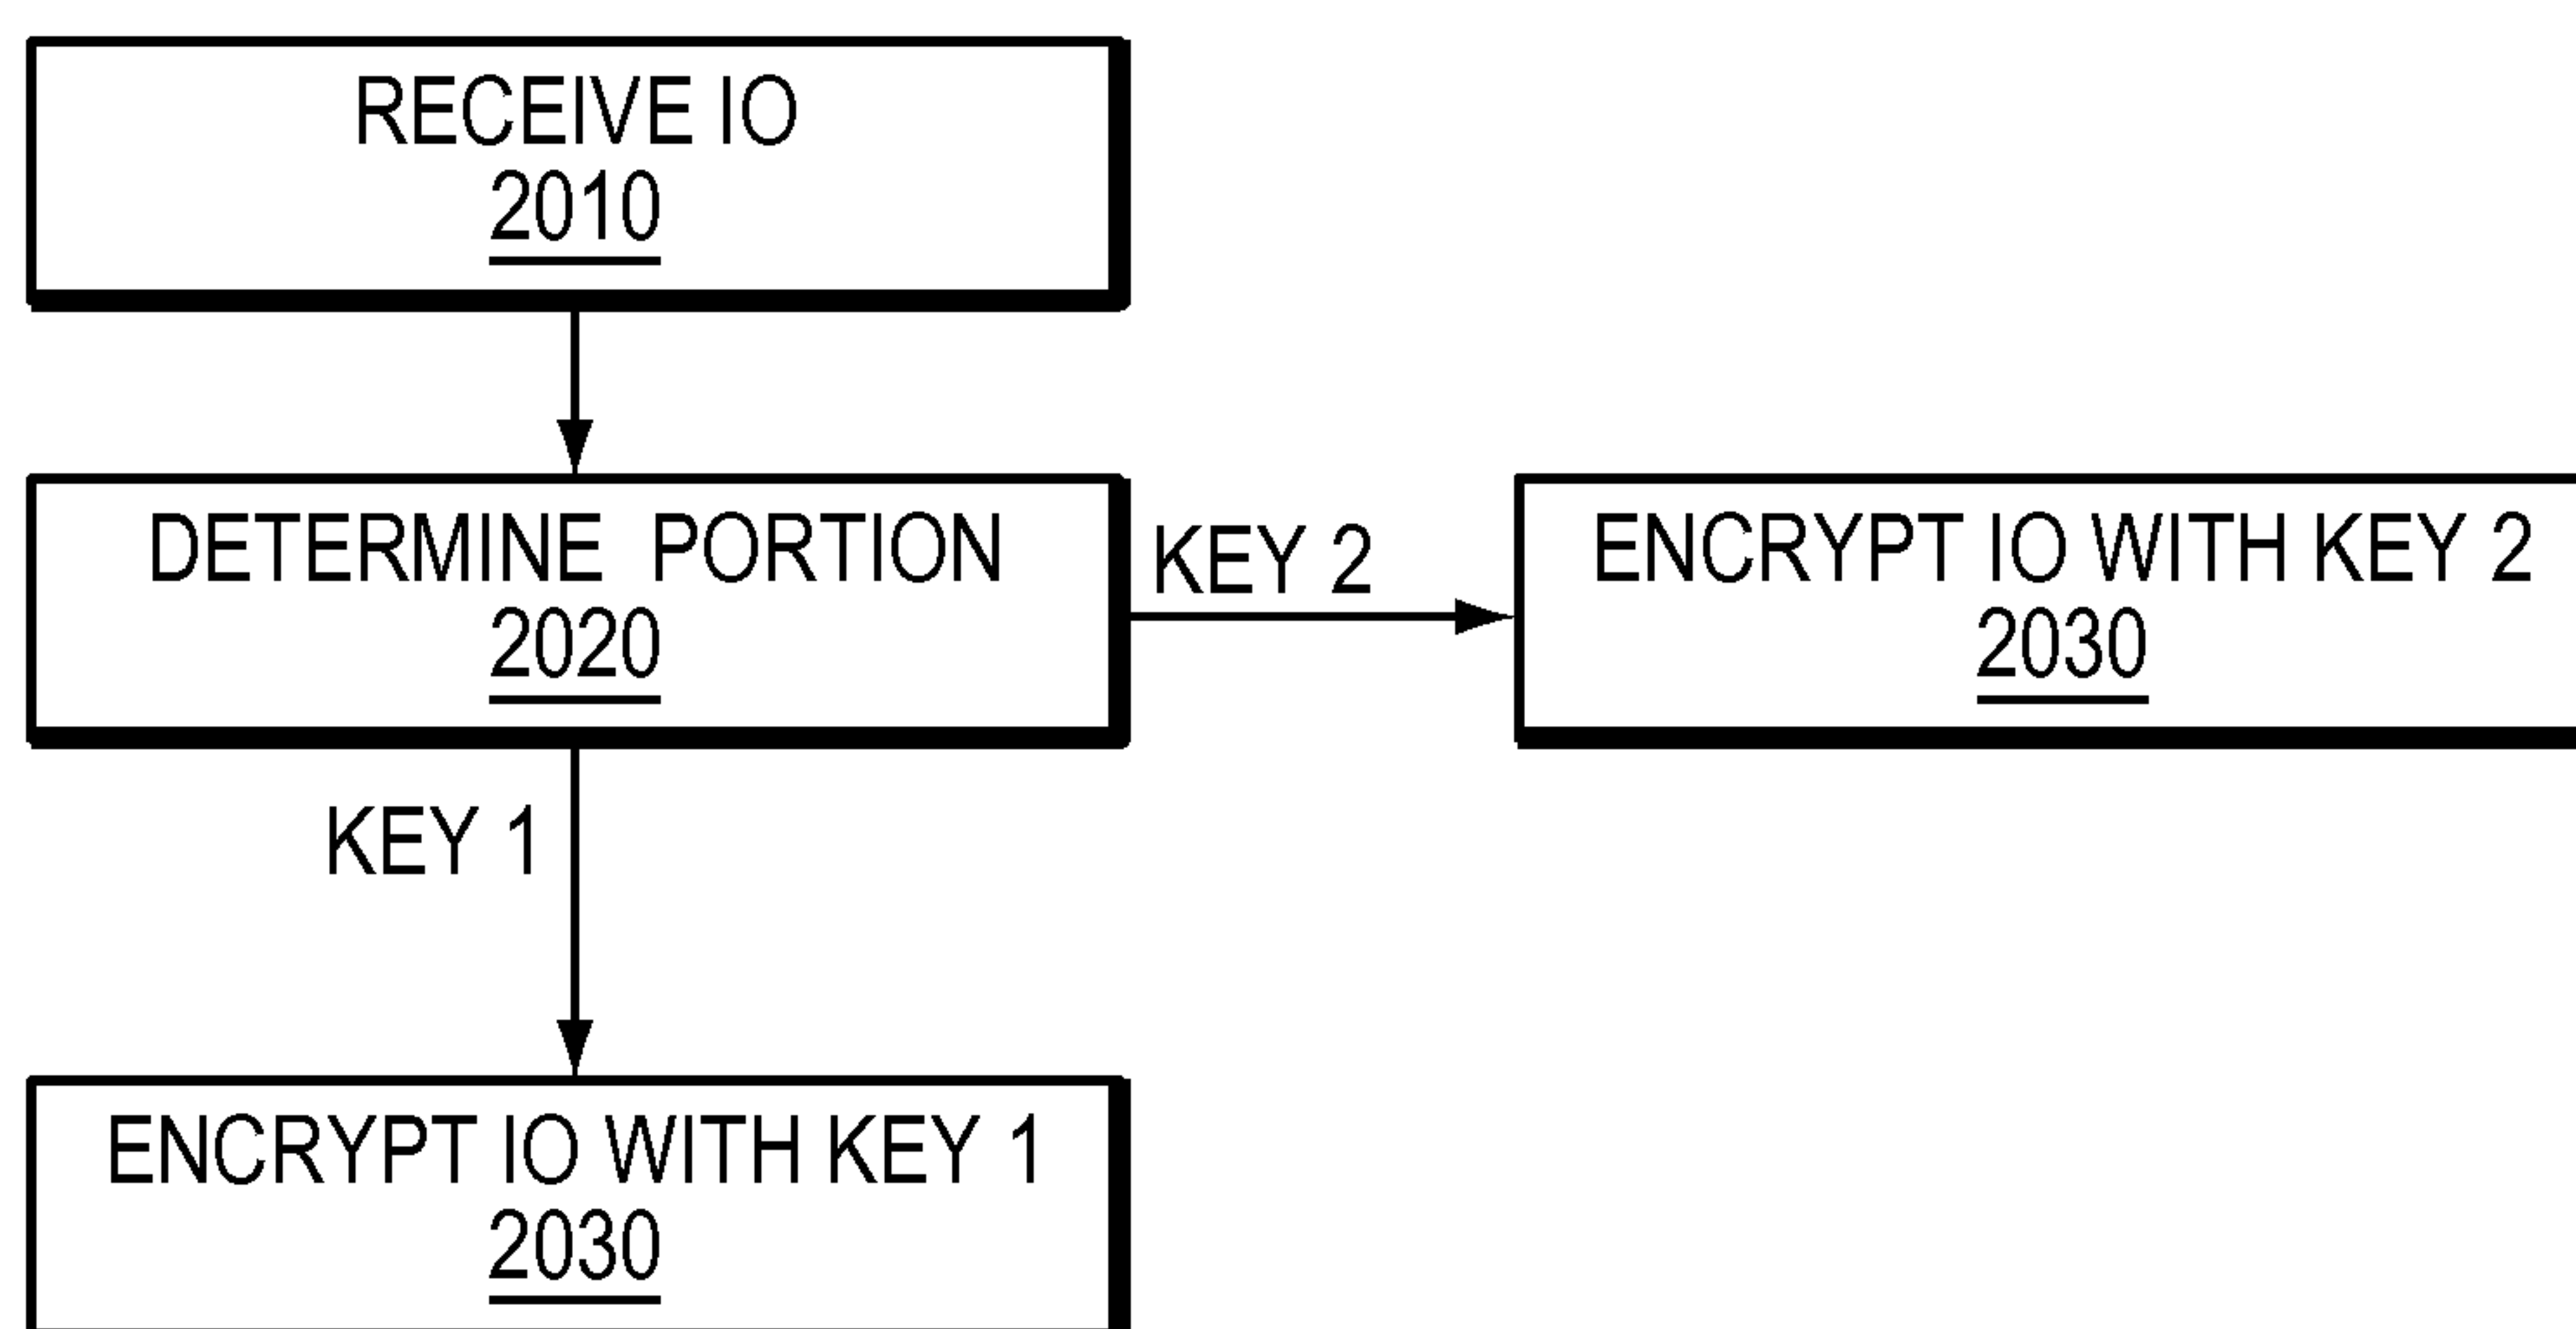 RECEIVE IO
2010
DETERMINE PORTION
2020
KEY 2
ENCRYPT IO WITH KEY 2
2030
KEY 1
ENCRYPT IO WITH KEY 1
2030